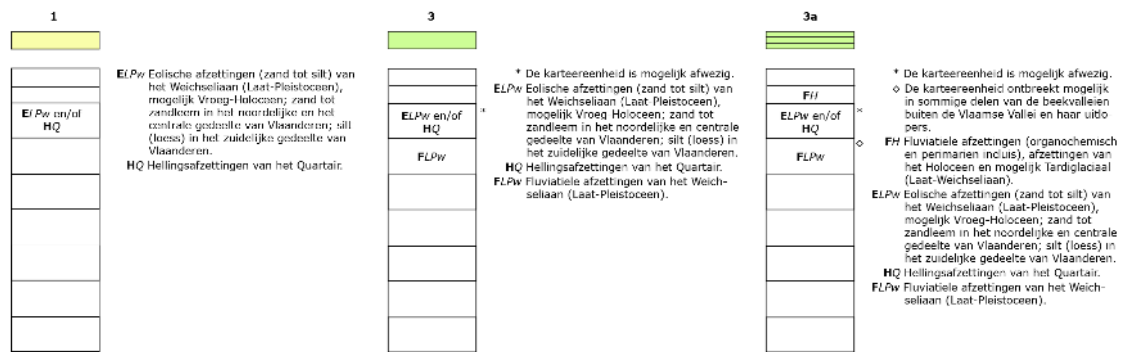 1
ELPw en/of
HQ
ELPw Eolische afzettingen (zand tot silt) van
het Weichseliaan (Laat-Pleistoceen),
mogelijk Vroeg-Holoceen; zand tot
zandleem in het noordelijke en het
centrale gedeelte van Vlaanderen; silt
(loess) in het zuidelijke gedeelte van
Vlaanderen.
HQ Hellingsafzettingen van het Quartair.
3
ELPw en/of
HQ
*
FLPw
* De karteereenheid is mogelijk afwezig.
ELPw Eolische afzettingen (zand tot silt) van
het Weichseliaan (Laat-Pleistoceen),
mogelijk Vroeg Holoceen; zand tot
zandleem in het noordelijke en centrale
gedeelte van Vlaanderen; silt (loess) in
het zuidelijke gedeelte van Vlaanderen.
HQ Hellingsafzettingen van het Quartair.
FLPw Fluviatiele afzettingen van het Weich-
seliaan (Laat-Pleistoceen).
3a
FH
ELPw en/of
HQ
*
FLPw
◇
* De karteereenheid is mogelijk afwezig.
◇ De karteereenheid ontbreekt mogelijk
in sommige delen van de beekvalleien
buiten de Vlaamse Vallei en haar uitlo
pers.
FH Fluviatiele afzettingen (organochemisch
en perimarien incluis), afzettingen van
het Holoceen en mogelijk Tardiglaciaal
(Laat-Weichseliaan).
ELPw Eolische afzettingen (zand tot silt) van
het Weichseliaan (Laat-Pleistoceen),
mogelijk Vroeg-Holoceen; zand tot
zandleem in het noordelijke en centrale
gedeelte van Vlaanderen; silt (loess) in
het zuidelijke gedeelte van Vlaanderen.
HQ Hellingsafzettingen van het Quartair.
FLPw Fluviatiele afzettingen van het Weich-
seliaan (Laat-Pleistoceen).